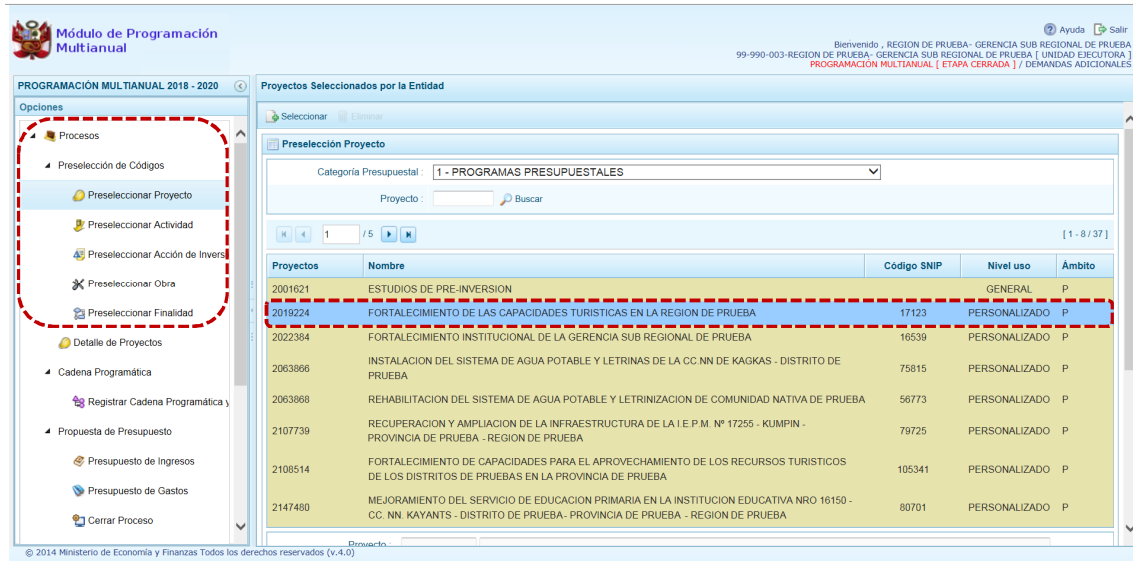 Módulo de Programación
Multianual
Ayuda Salir
Bienvenido , REGION DE PRUEBA- GERENCIA SUB REGIONAL DE PRUEBA
99-990-003-REGION DE PRUEBA- GERENCIA SUB REGIONAL DE PRUEBA [ UNIDAD EJECUTORA ]
PROGRAMACIÓN MULTIANUAL [ ETAPA CERRADA ] / DEMANDAS ADICIONALES
PROGRAMACIÓN MULTIANUAL 2018 - 2020
Opciones
Procesos
Preselección de Códigos
Preseleccionar Proyecto
Preseleccionar Actividad
Preseleccionar Acción de Invers
Preseleccionar Obra
Preseleccionar Finalidad
Detalle de Proyectos
Cadena Programática
Registrar Cadena Programática y
Propuesta de Presupuesto
Presupuesto de Ingresos
Presupuesto de Gastos
Cerrar Proceso
Proyectos Seleccionados por la Entidad
Seleccionar Eliminar
Preselección Proyecto
Categoría Presupuestal : 1 - PROGRAMAS PRESUPUESTALES
Proyecto : Buscar
1 / 5 [ 1 - 8 / 37 ]
Proyectos Nombre Código SNIP Nivel uso Ámbito
2001621 ESTUDIOS DE PRE-INVERSION GENERAL P
2019224 FORTALECIMIENTO DE LAS CAPACIDADES TURISTICAS EN LA REGION DE PRUEBA 17123 PERSONALIZADO P
2022384 FORTALECIMIENTO INSTITUCIONAL DE LA GERENCIA SUB REGIONAL DE PRUEBA 16539 PERSONALIZADO P
2063866 INSTALACION DEL SISTEMA DE AGUA POTABLE Y LETRINAS DE LA CC.NN DE KAGKAS - DISTRITO DE
PRUEBA 75815 PERSONALIZADO P
2063868 REHABILITACION DEL SISTEMA DE AGUA POTABLE Y LETRINIZACION DE COMUNIDAD NATIVA DE PRUEBA 56773 PERSONALIZADO P
2107739 RECUPERACION Y AMPLIACION DE LA INFRAESTRUCTURA DE LA I.E.P.M. Nº 17255 - KUMPIN -
PROVINCIA DE PRUEBA - REGION DE PRUEBA 79725 PERSONALIZADO P
2108514 FORTALECIMIENTO DE CAPACIDADES PARA EL APROVECHAMIENTO DE LOS RECURSOS TURISTICOS
DE LOS DISTRITOS DE PRUEBAS EN LA PROVINCIA DE PRUEBA 105341 PERSONALIZADO P
2147480 MEJORAMIENTO DEL SERVICIO DE EDUCACION PRIMARIA EN LA INSTITUCION EDUCATIVA NRO 16150 -
CC. NN. KAYANTS - DISTRITO DE PRUEBA- PROVINCIA DE PRUEBA - REGION DE PRUEBA 80701 PERSONALIZADO P
Proyecto :
© 2014 Ministerio de Economía y Finanzas Todos los derechos reservados (v.4.0)